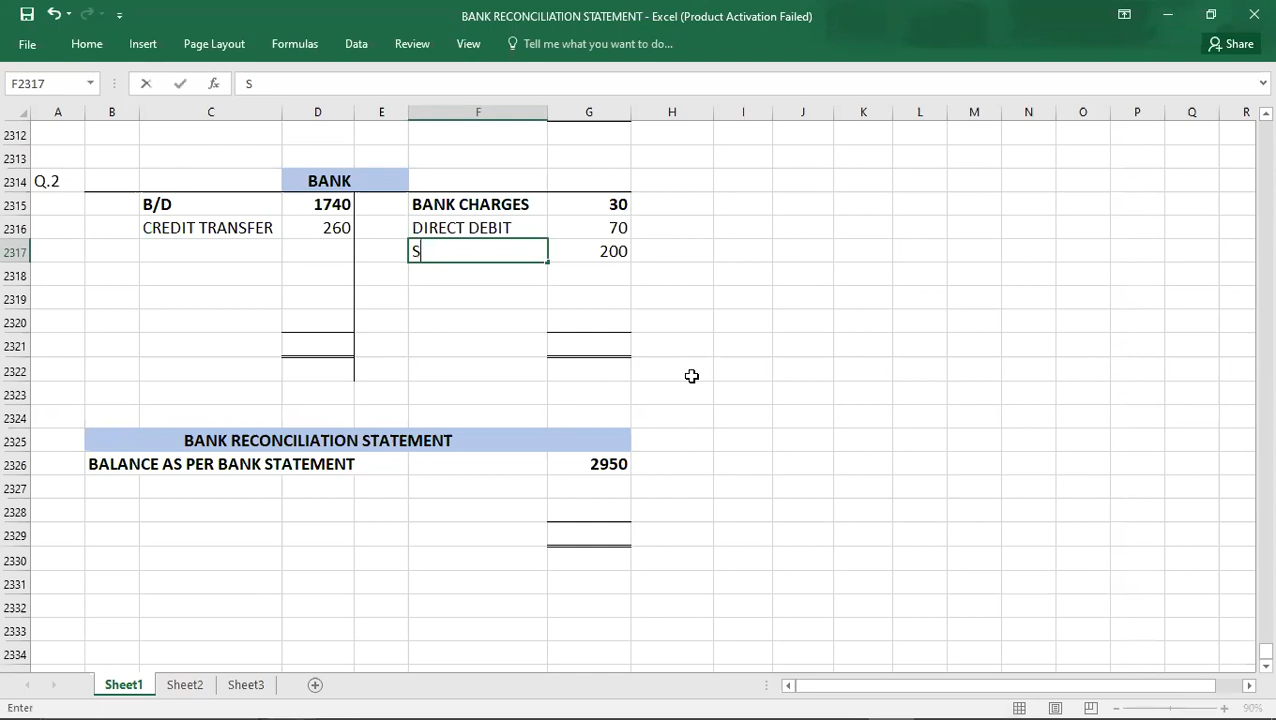 BANK RECONCILIATION STATEMENT - Excel (Product Activation Failed)
File Home Insert Page Layout Formulas Data Review View Tell me what you want to do... Share
F2317 fx S
A B C D E F G H I J K L M N O P Q R
2312
2313
2314 Q.2 BANK
2315 B/D 1740 BANK CHARGES 30
2316 CREDIT TRANSFER 260 DIRECT DEBIT 70
2317 S 200
2318
2319
2320
2321
2322
2323
2324
2325 BANK RECONCILIATION STATEMENT
2326 BALANCE AS PER BANK STATEMENT 2950
2327
2328
2329
2330
2331
2332
2333
2334
Sheet1 Sheet2 Sheet3
Enter 90%